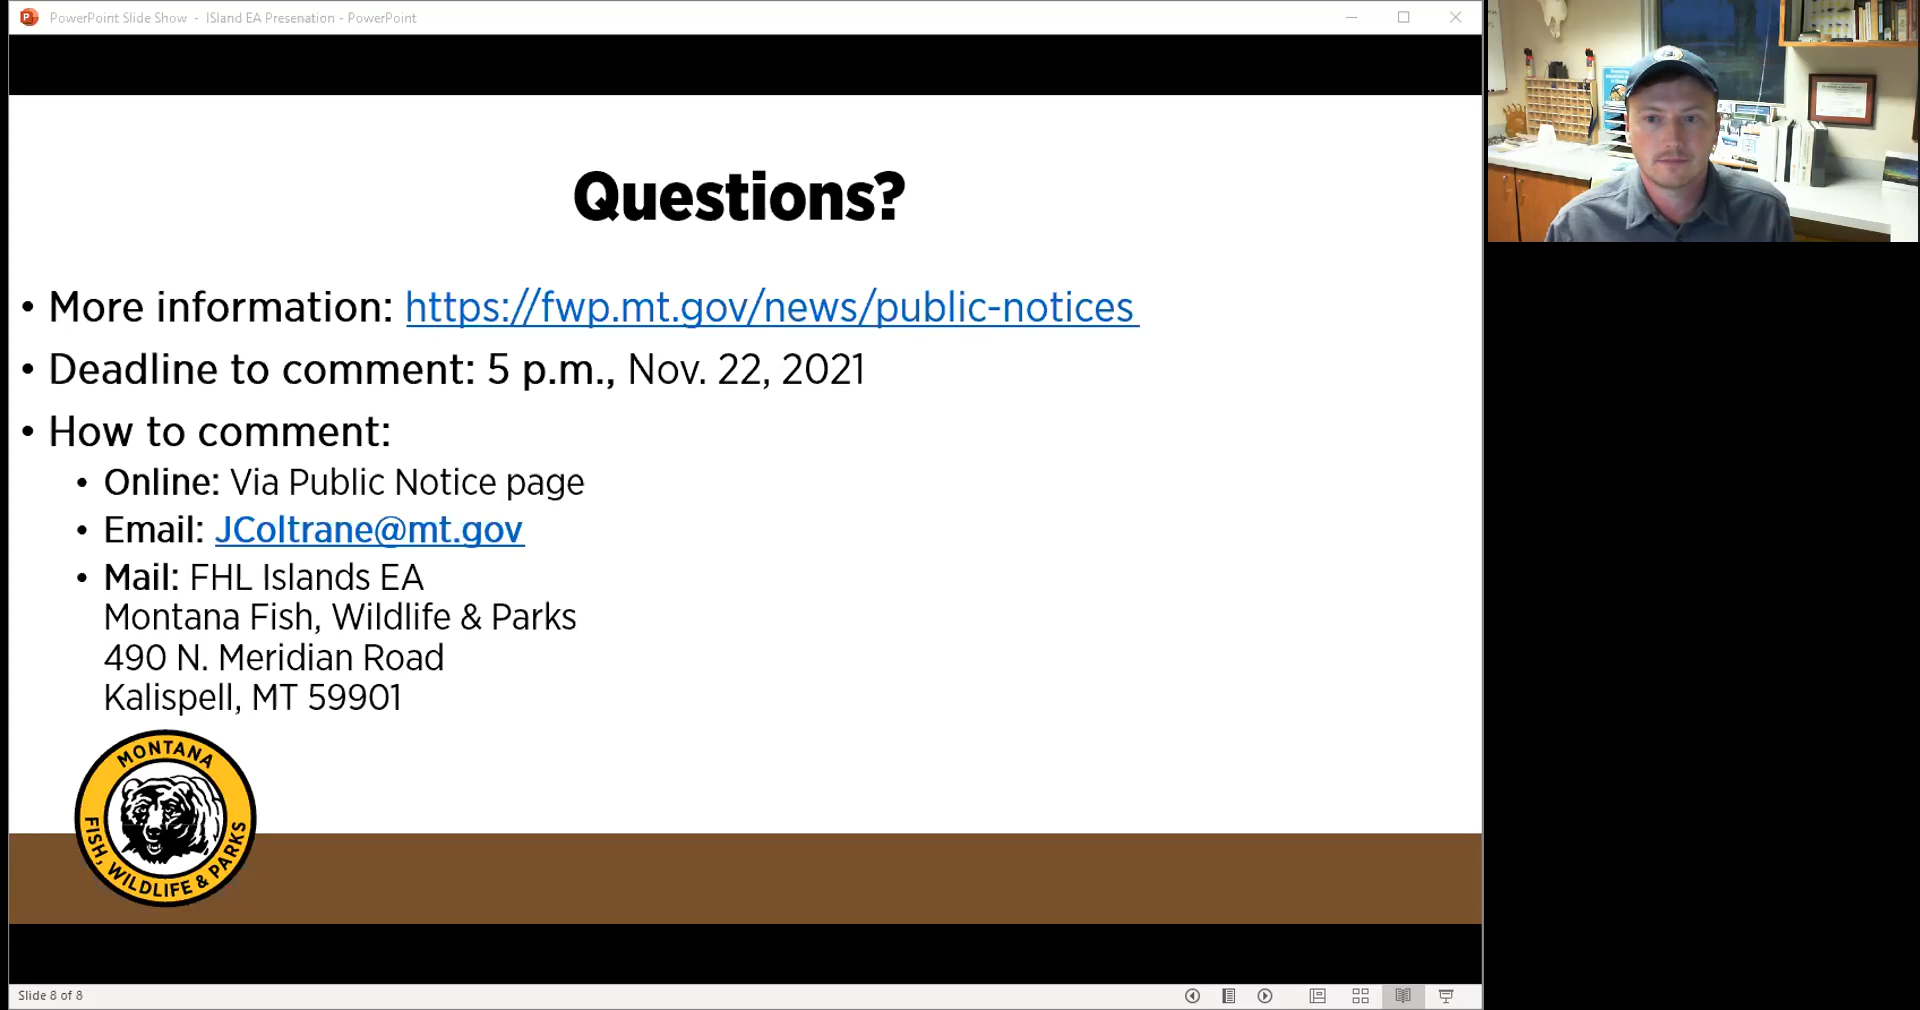 PowerPoint Slide Show - ISland EA Presenation - PowerPoint
Questions?
• More information: https://fwp.mt.gov/news/public-notices
• Deadline to comment: 5 p.m., Nov. 22, 2021
• How to comment:
• Online: Via Public Notice page
• Email: JColtrane@mt.gov
• Mail: FHL Islands EA
Montana Fish, Wildlife & Parks
490 N. Meridian Road
Kalispell, MT 59901
MONTANA
FISH, WILDLIFE & PARKS
Slide 8 of 8